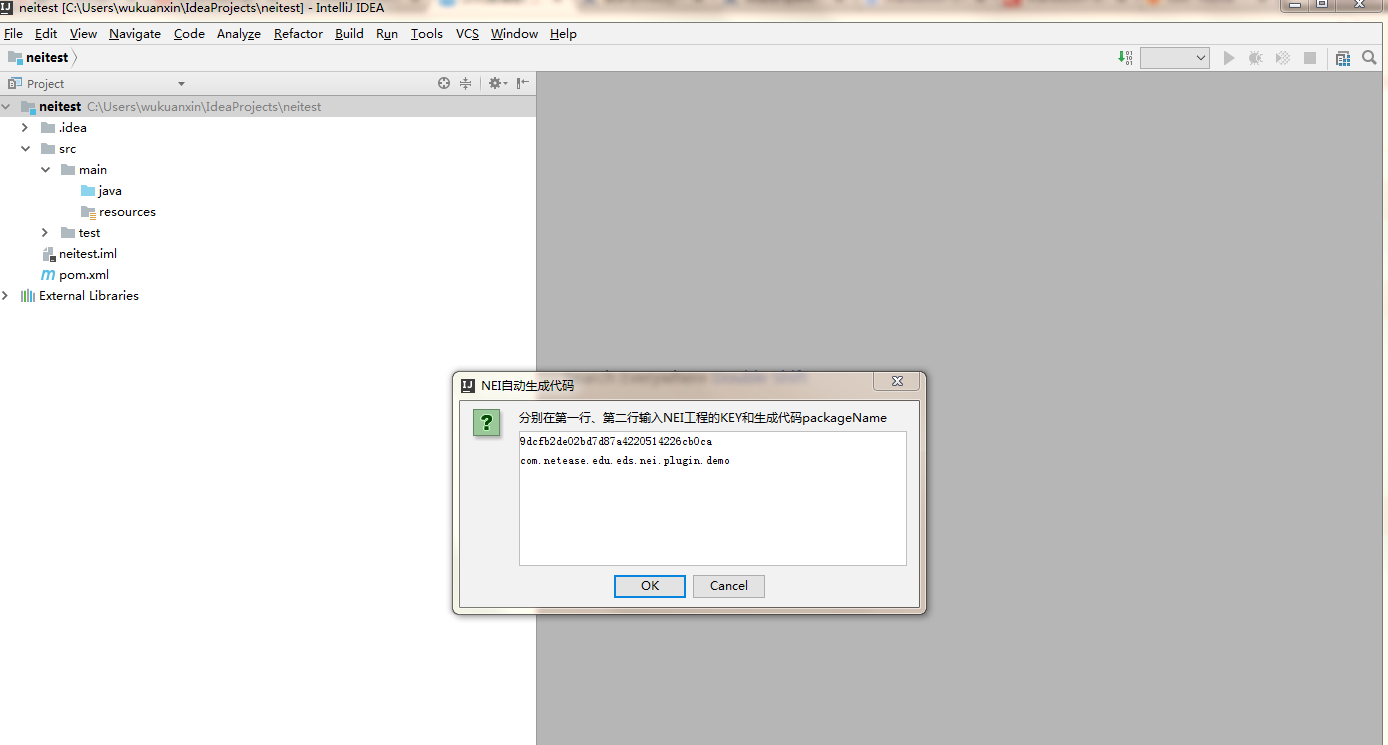 neitest [C:\Users\wukuanxin\IdeaProjects\neitest] - IntelliJ IDEA
File Edit View Navigate Code Analyze Refactor Build Run Tools VCS Window Help
neitest
Project
neitest C:\Users\wukuanxin\IdeaProjects\neitest
.idea
src
main
java
resources
test
neitest.iml
pom.xml
External Libraries
NEI自动生成代码
分别在第一行、第二行输入NEI工程的KEY和生成代码packageName
9dcfb2de02bd7d87a4220514226cb0ca
com.netease.edu.eds.nei.plugin.demo
OK Cancel